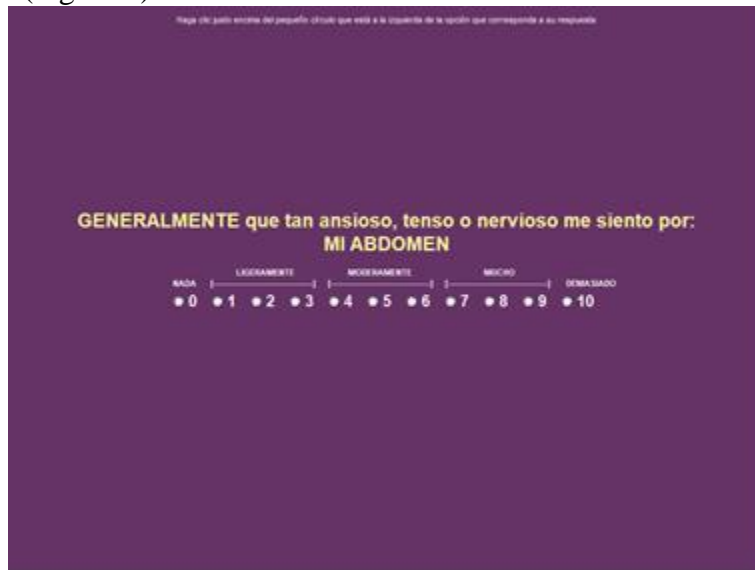 Haga clic justo encima del pequeño círculo que está a la izquierda de la opción que corresponda a su respuesta
GENERALMENTE que tan ansioso, tenso o nervioso me siento por:
MI ABDOMEN
NADA LIGERAMENTE MODERAMENTE MUCHO DEMASIADO
0 1 2 3 4 5 6 7 8 9 10